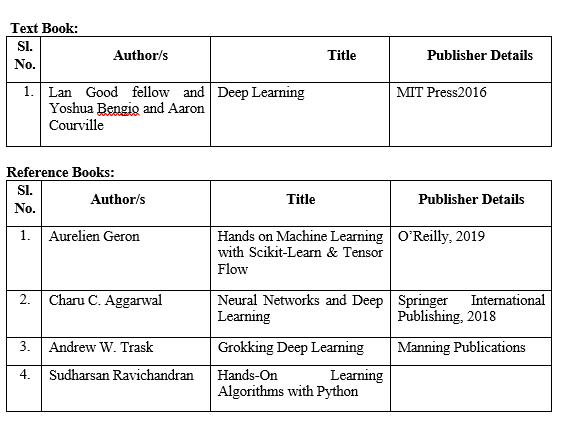 Text Book:
Sl. No. Author/s Title Publisher Details
1. Lan Good fellow and Deep Learning MIT Press2016
Yoshua Bengio and Aaron
Courville
Reference Books:
Sl. No. Author/s Title Publisher Details
1. Aurelien Geron Hands on Machine Learning O’Reilly, 2019
with Scikit-Learn & Tensor
Flow
2. Charu C. Aggarwal Neural Networks and Deep Springer International
Learning Publishing, 2018
3. Andrew W. Trask Grokking Deep Learning Manning Publications
4. Sudharsan Ravichandran Hands-On Learning
Algorithms with Python